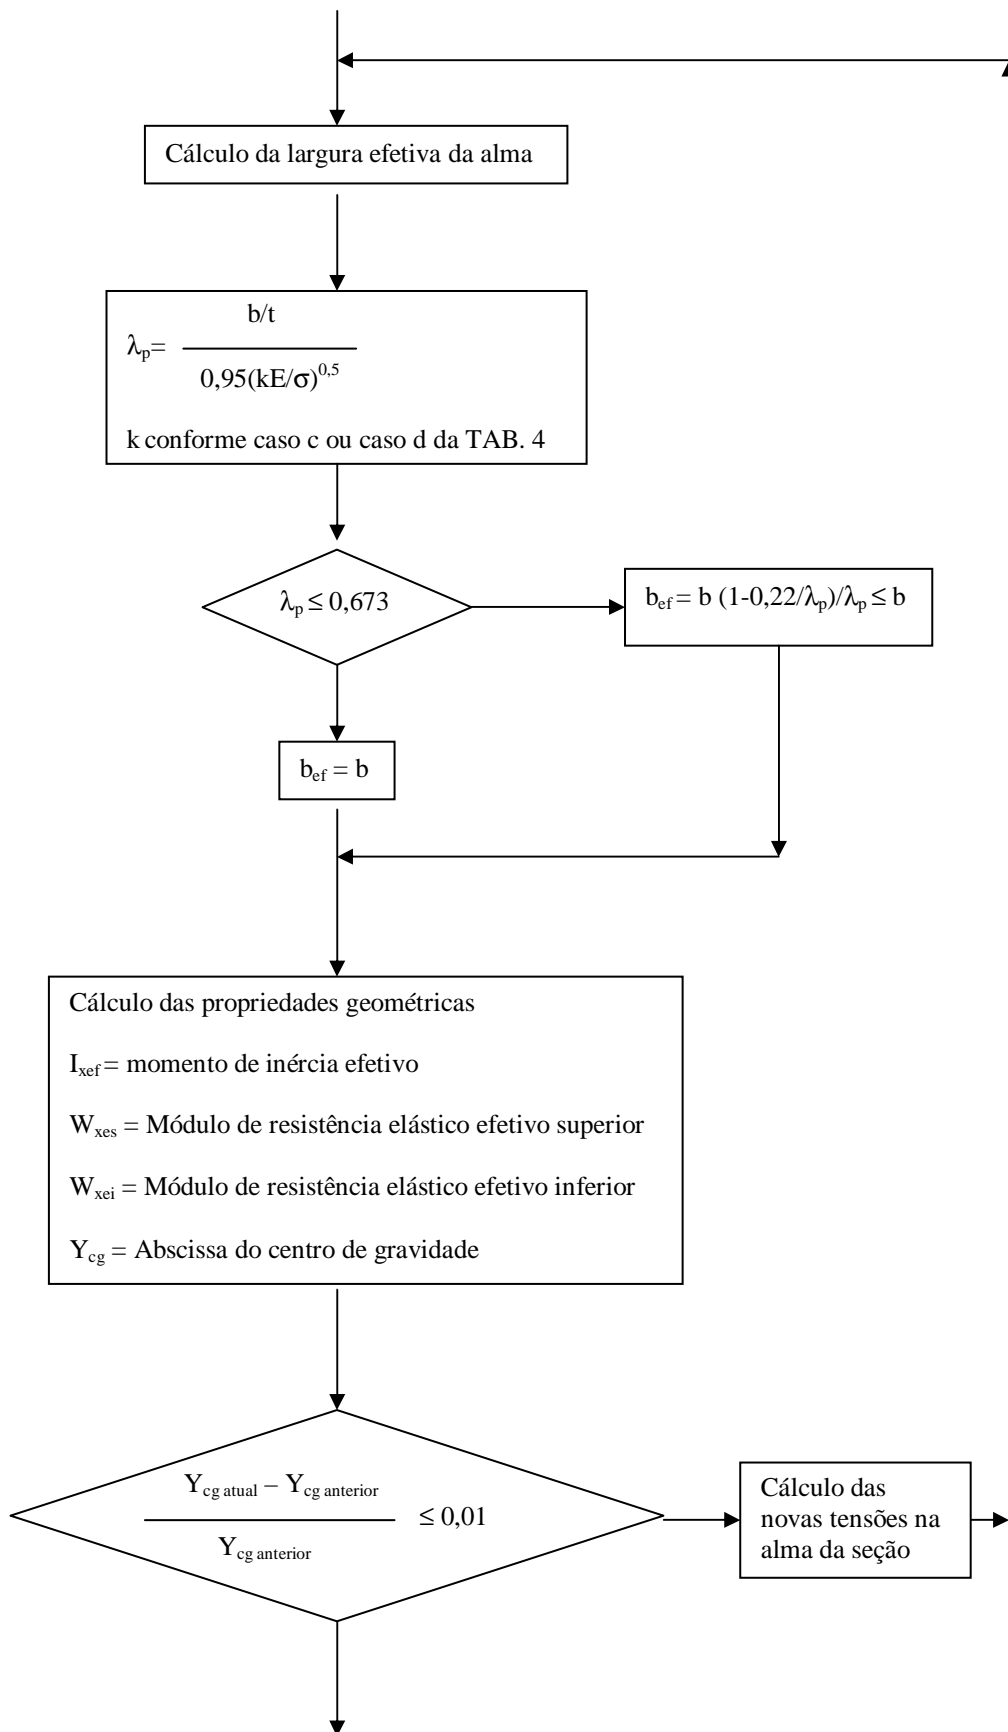 Cálculo da largura efetiva da alma
b/t
λp=
0,95(kE/σ)^0,5
k conforme caso c ou caso d da TAB. 4
λp ≤ 0,673
bef = b (1-0,22/λp)/λp ≤ b
bef = b
Cálculo das propriedades geométricas
Ixef = momento de inércia efetivo
Wxes = Módulo de resistência elástico efetivo superior
Wxei = Módulo de resistência elástico efetivo inferior
Ycg = Abscissa do centro de gravidade
Ycg atual – Ycg anterior
≤ 0,01
Ycg anterior
Cálculo das
novas tensões na
alma da seção